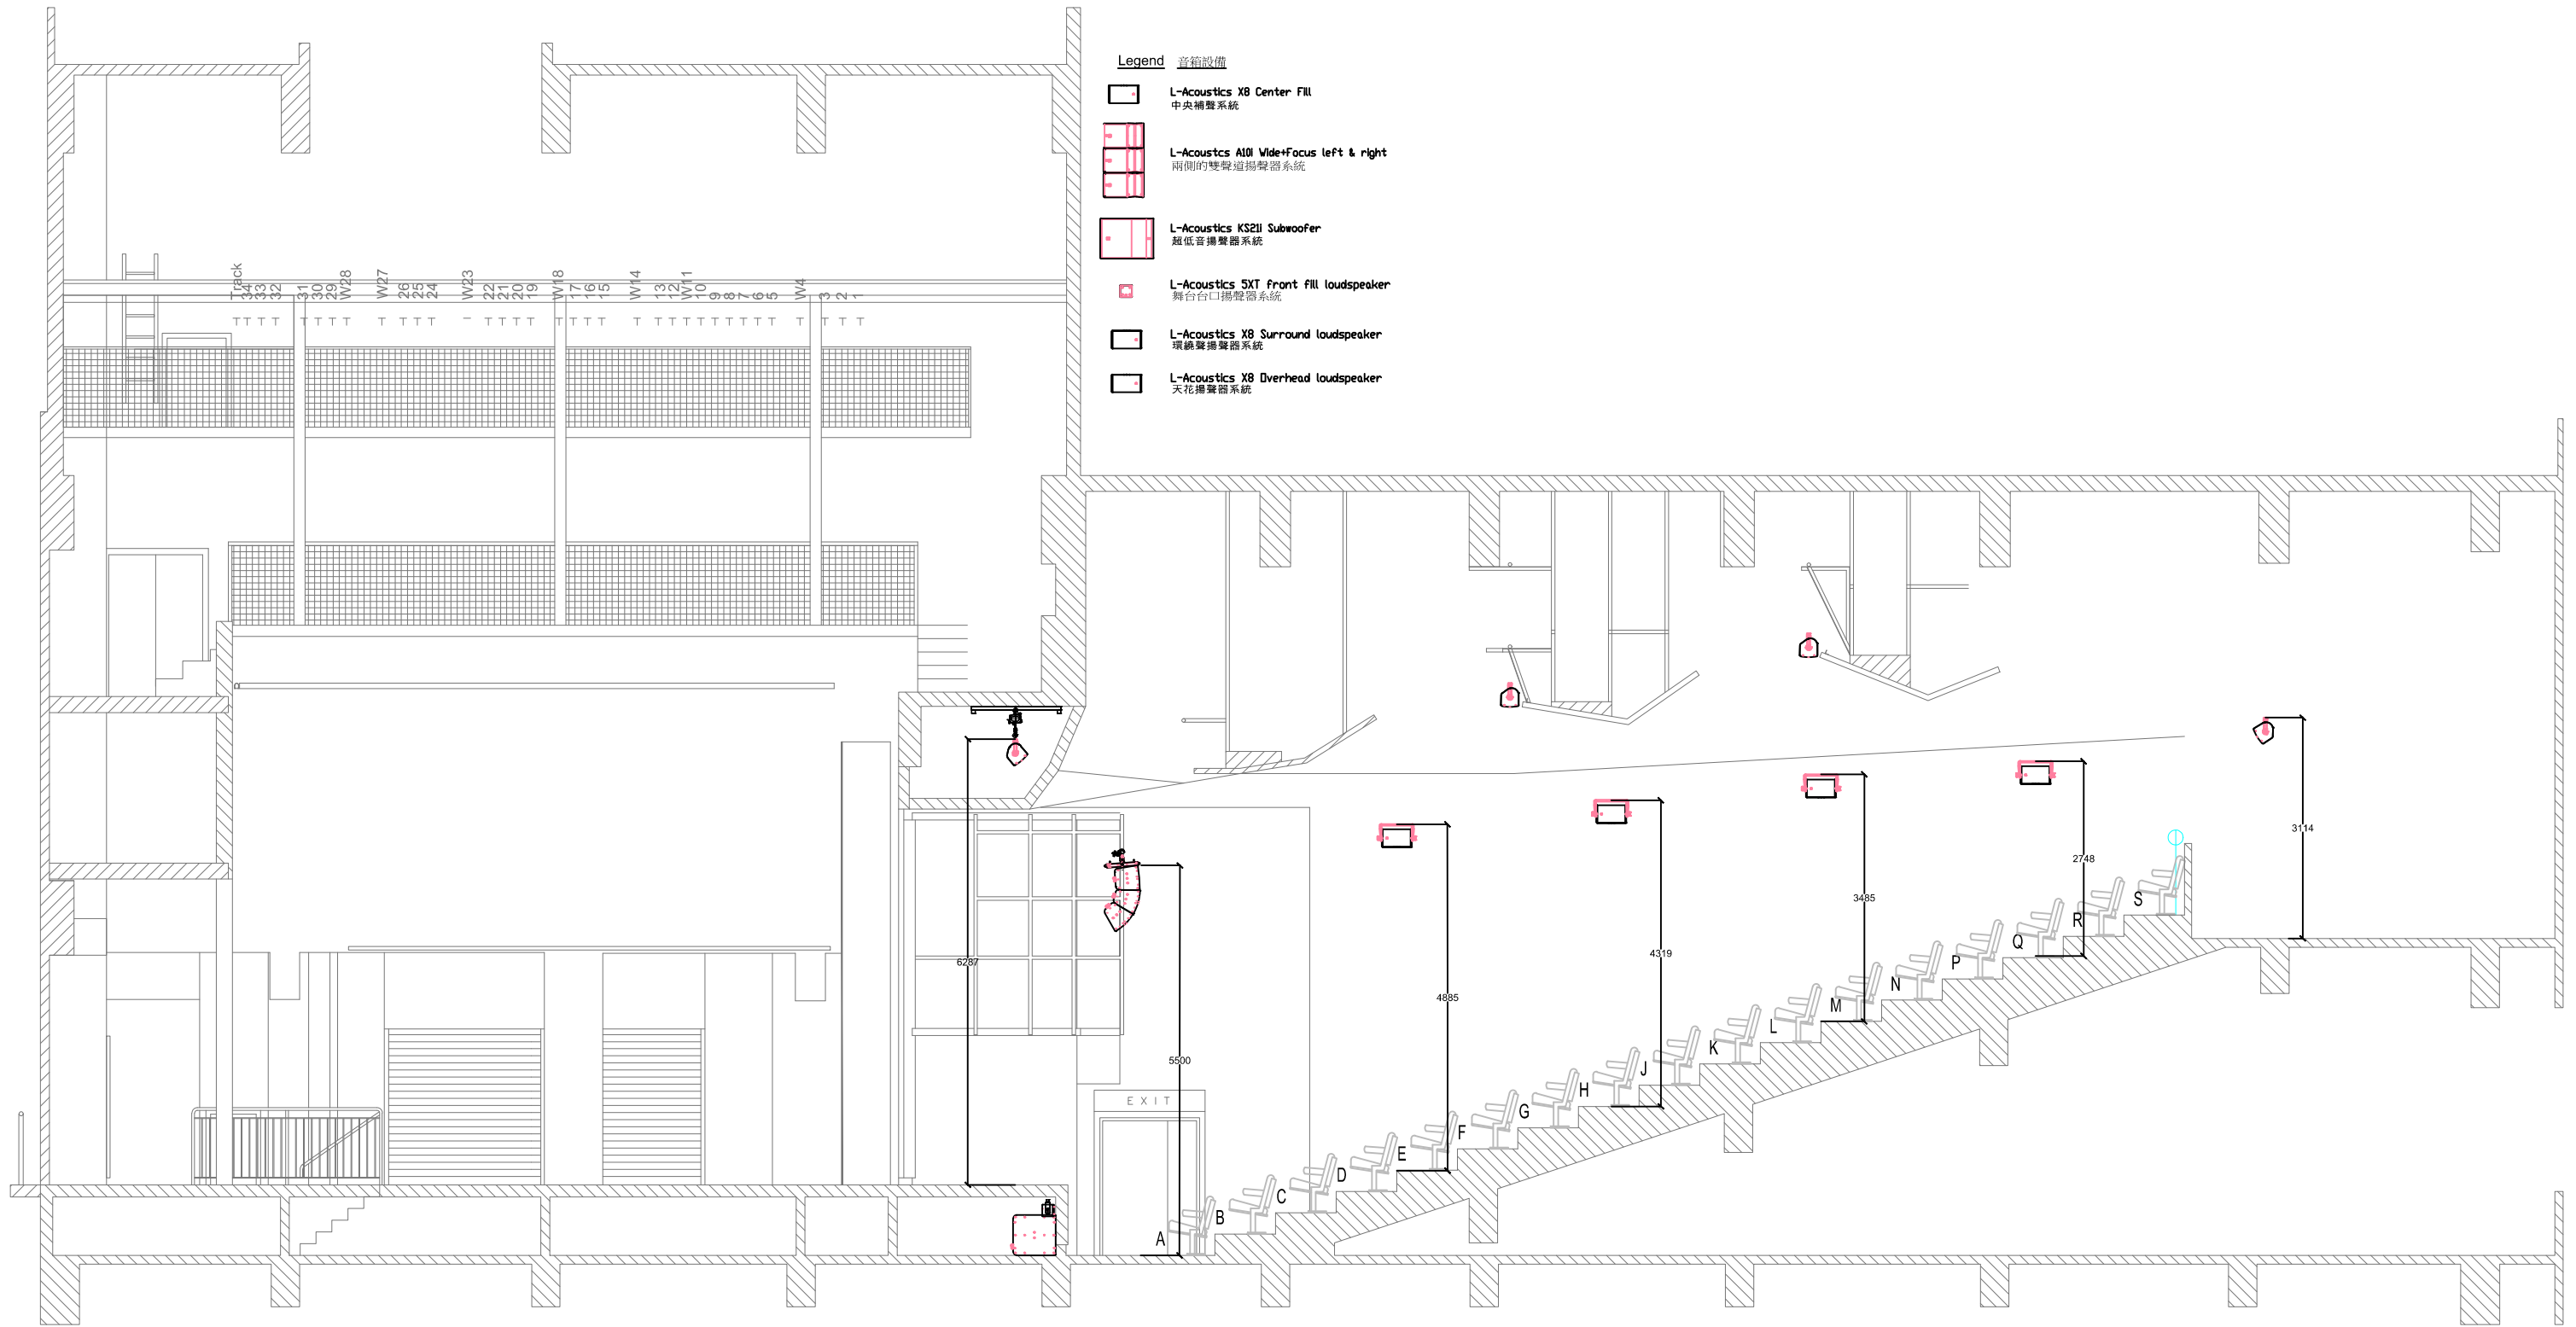 Legend 音箱設備
L-Acoustics X8 Center Fill
中央補聲系統
L-Acoustcs A10i Wide+Focus left & right
兩側的雙聲道揚聲器系統
L-Acoustics KS21i Subwoofer
超低音揚聲器系統
L-Acoustics 5XT front fill loudspeaker
舞台台口揚聲器系統
L-Acoustics X8 Surround loudspeaker
環繞聲揚聲器系統
L-Acoustics X8 Overhead loudspeaker
天花揚聲器系統
Track
34
33
32
31
30
29
W28
W27
26
25
24
W23
22
21
20
19
W18
17
16
15
W14
13
12
W11
10
9
8
7
6
5
W4
3
2
1
6287
5500
4885
4319
3485
2748
3114
EXIT
A
B
C
D
E
F
G
H
J
K
L
M
N
P
Q
R
S